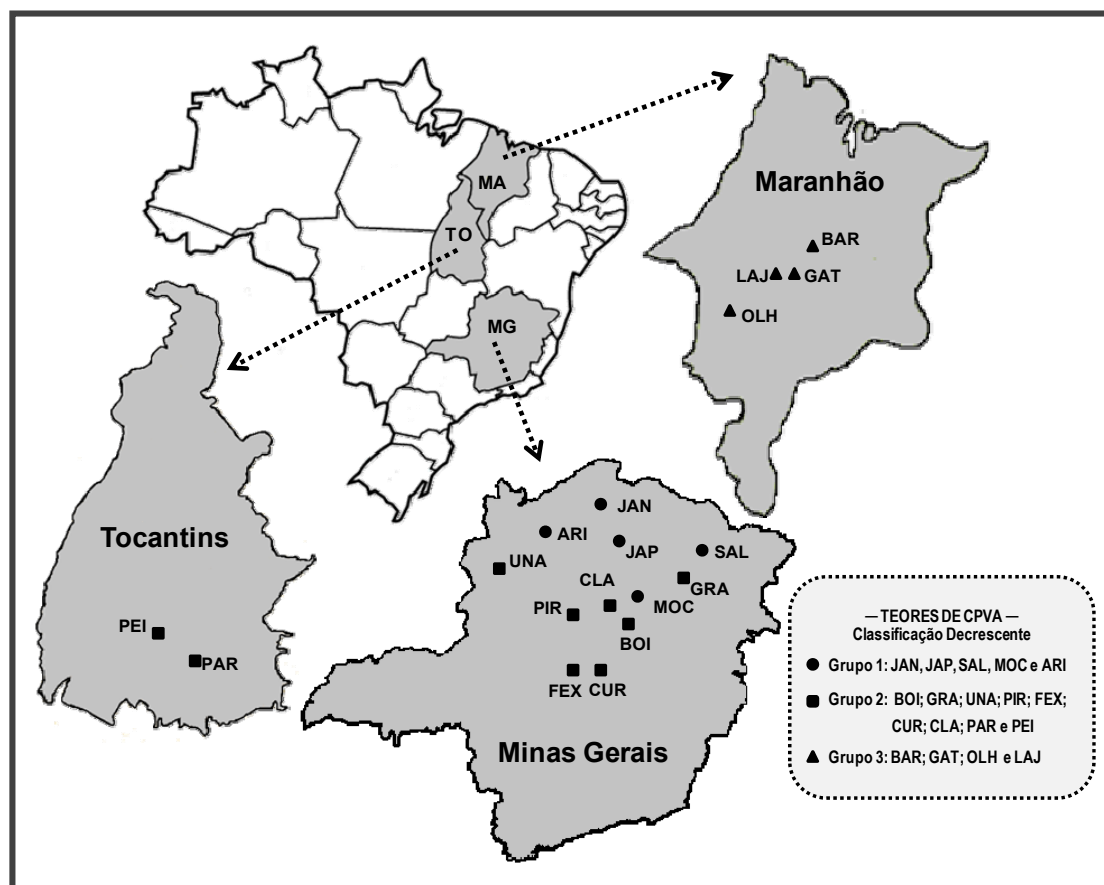 MA
TO
MG
Maranhão
BAR
LAJ GAT
OLH
Tocantins
PEI
PAR
JAN
ARI
JAP
SAL
UNA
CLA
GRA
PIR
MOC
BOI
FEX CUR
Minas Gerais
— TEORES DE CPVA —
Classificação Decrescente
Grupo 1: JAN, JAP, SAL, MOC e ARI
Grupo 2: BOI; GRA; UNA; PIR; FEX;
CUR; CLA; PAR e PEI
Grupo 3: BAR; GAT; OLH e LAJ